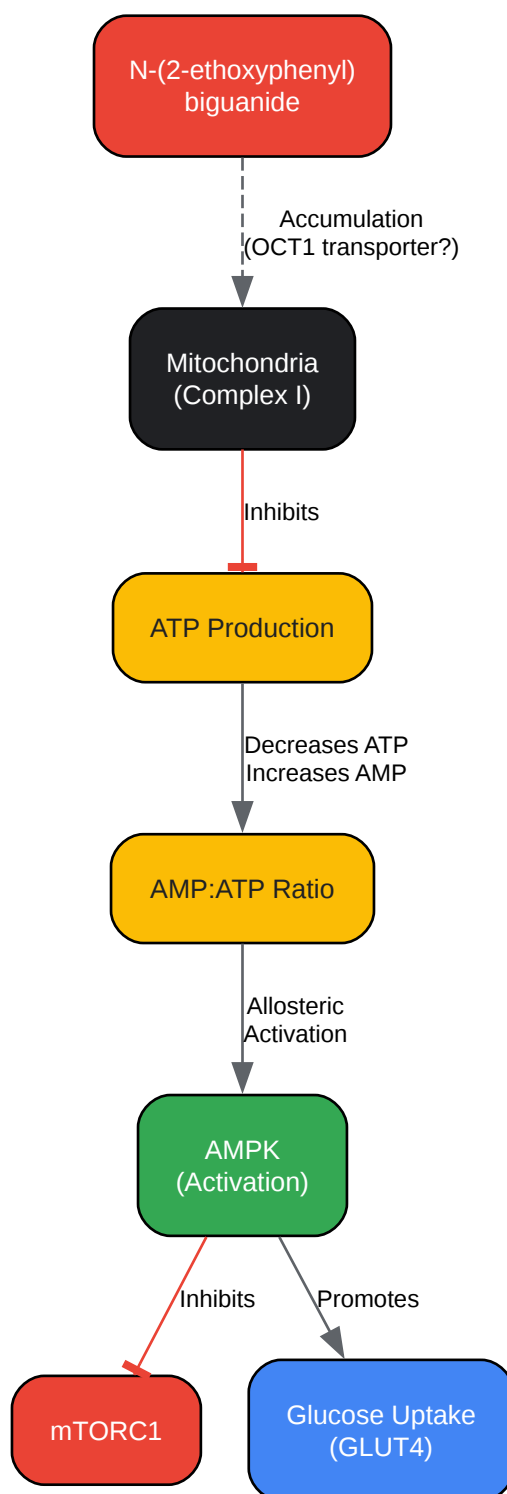 N-(2-ethoxyphenyl)
biguanide
Accumulation
(OCT1 transporter?)
Mitochondria
(Complex I)
Inhibits
ATP Production
Decreases ATP
Increases AMP
AMP:ATP Ratio
Allosteric
Activation
AMPK
(Activation)
Inhibits
Promotes
mTORC1
Glucose Uptake
(GLUT4)